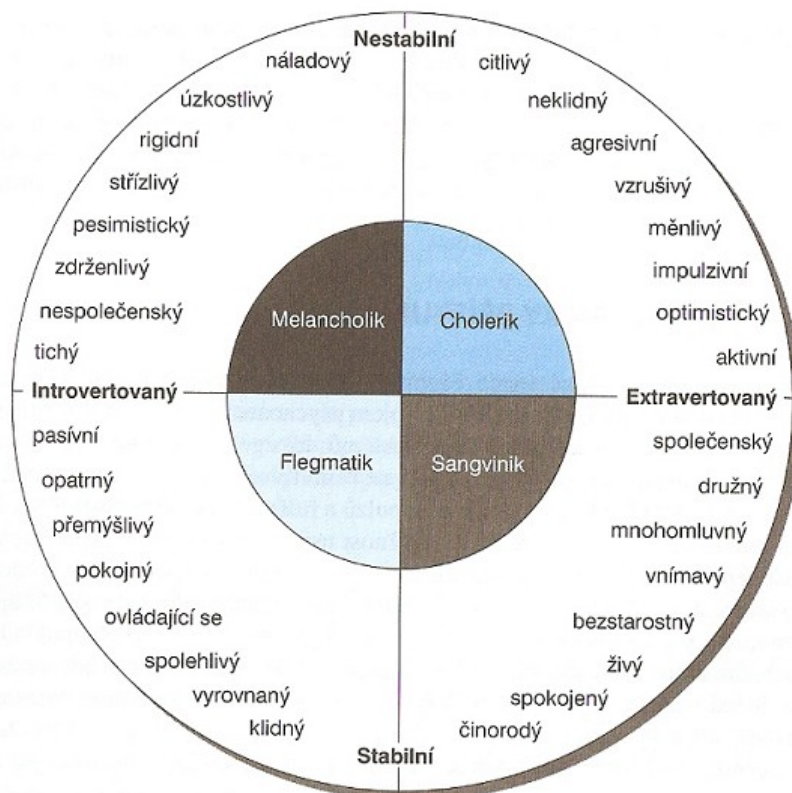 Nestabilní
náladový
citlivý
úzkostlivý
neklidný
rigidní
agresivní
střízlivý
vzrušivý
pesimistický
měnlivý
zdrženlivý
impulzivní
nespolečenský
optimistický
Melancholik
Cholerik
tichý
aktivní
Introvertovaný
Extravertovaný
pasívní
společenský
Flegmatik
Sangvinik
opatrný
družný
přemýšlivý
mnohomluvný
pokojný
vnímavý
ovládající se
bezstarostný
spolehlivý
živý
vyrovnaný
spokojený
klidný
činorodý
Stabilní